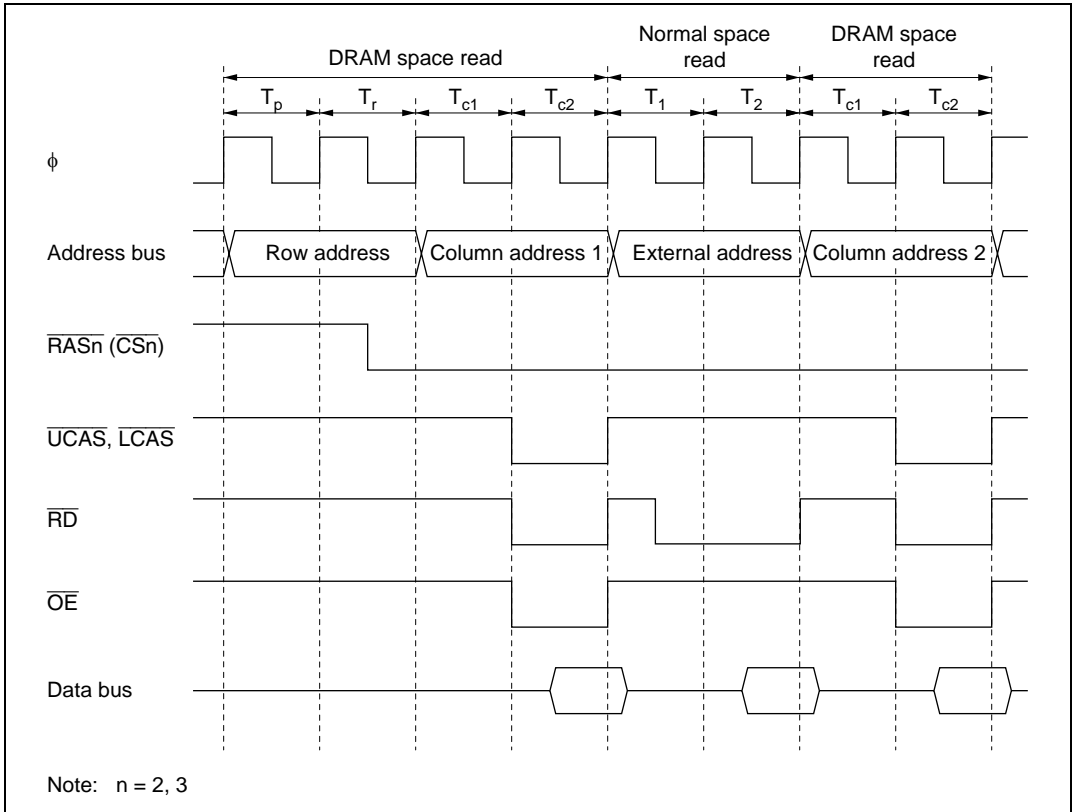 Normal space read
DRAM space read
DRAM space read
Tp Tr Tc1 Tc2 T1 T2 Tc1 Tc2
ϕ
Address bus
Row address
Column address 1
External address
Column address 2
RASn (CSn)
UCAS, LCAS
RD
OE
Data bus
Note: n = 2, 3